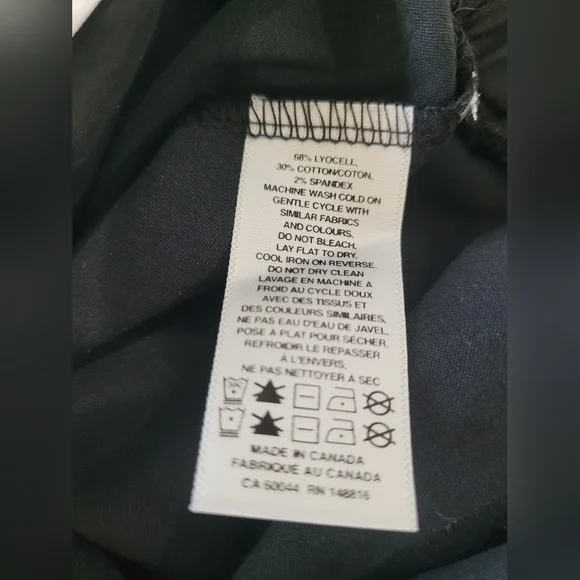 68% LYOCELL,
30% COTTON/COTON,
2% SPANDEX
MACHINE WASH COLD ON
GENTLE CYCLE WITH
SIMILAR FABRICS
AND COLOURS.
DO NOT BLEACH.
LAY FLAT TO DRY.
COOL IRON ON REVERSE.
DO NOT DRY CLEAN
LAVAGE EN MACHINE A
FROID AU CYCLE DOUX
AVEC DES TISSUS ET
DES COULEURS SIMILAIRES,
NE PAS EAU D'EAU DE JAVEL,
POSE A PLAT POUR SÉCHER,
REFROIDIR LE REPASSER
À L'ENVERS,
NE PAS NETTOYER À SEC
MADE IN CANADA
FABRIQUÉ AU CANADA
CA 60044 RN 148816